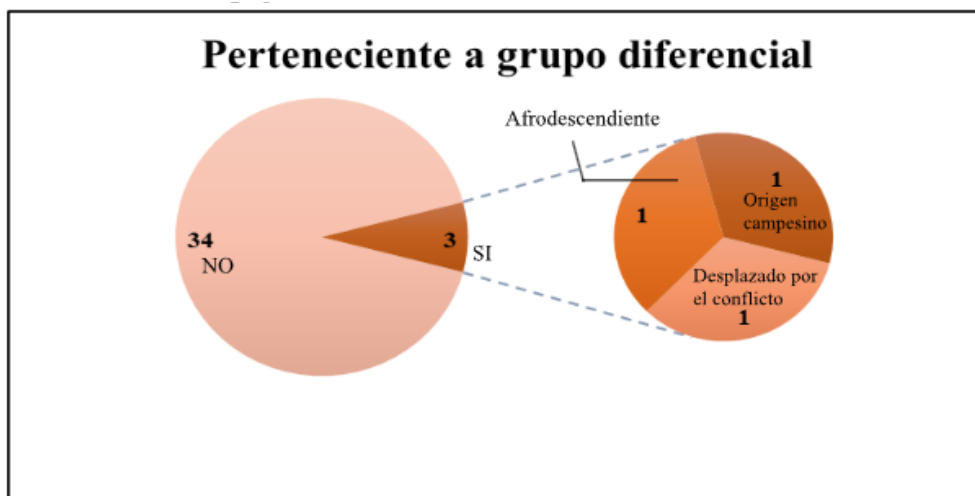 Perteneciente a grupo diferencial
Afrodescendiente
34
NO
3
SI
1
1
Origen
campesino
Desplazado por
el conflicto
1